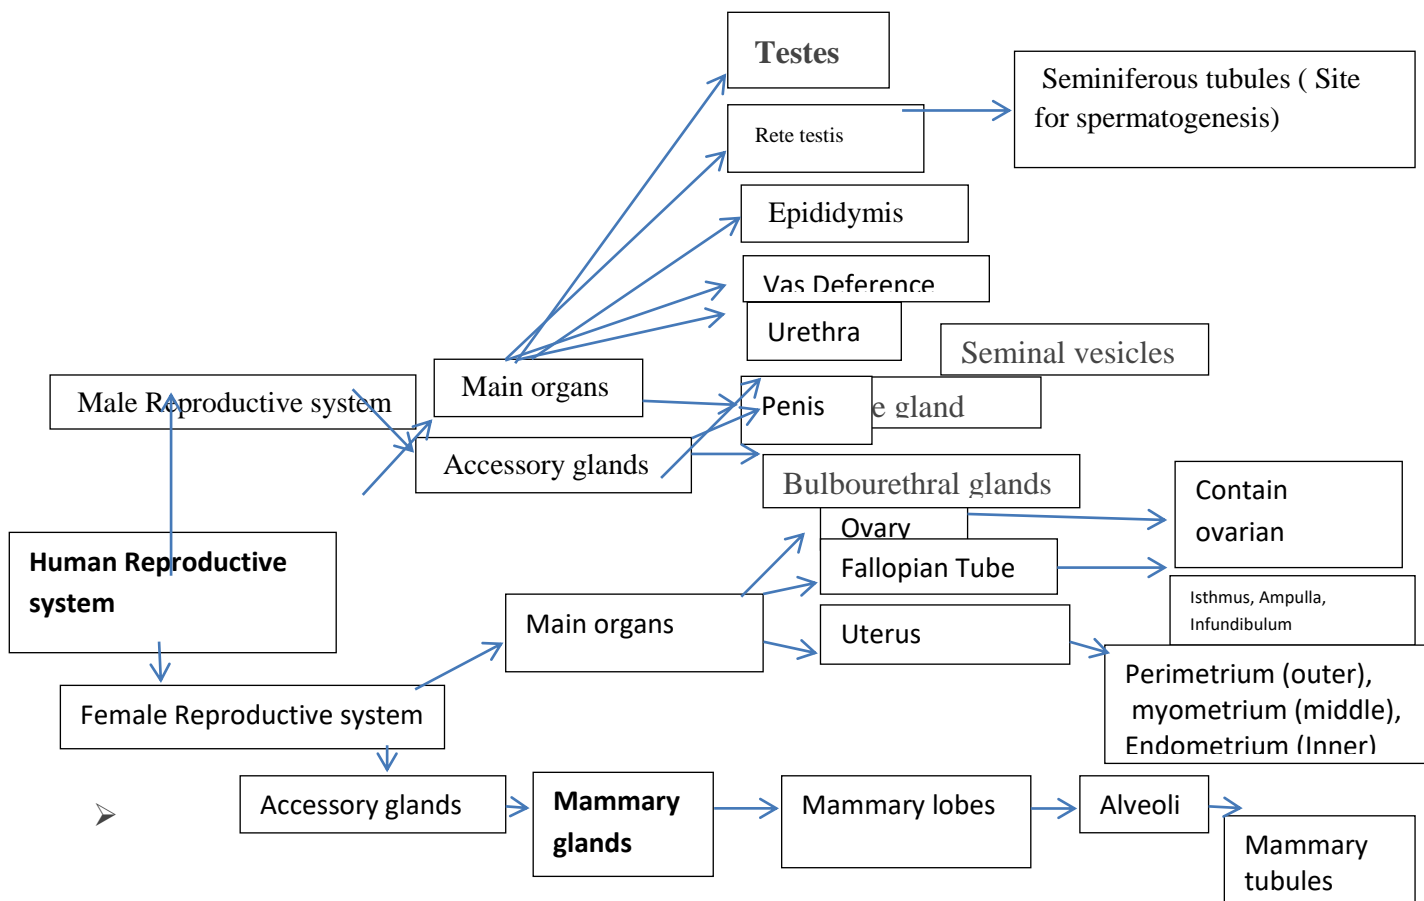 Testes
Seminiferous tubules ( Site
for spermatogenesis)
Rete testis
Epididymis
Vas Deference
Urethra
Seminal vesicles
Main organs
Male Reproductive system
Penis
e gland
Accessory glands
Bulbourethral glands
Contain
ovarian
Ovary
Human Reproductive
system
Fallopian Tube
Isthmus, Ampulla,
Infundibulum
Main organs
Uterus
Perimetrium (outer),
myometrium (middle),
Endometrium (Inner)
Female Reproductive system
Accessory glands
Mammary
glands
Mammary lobes
Alveoli
Mammary
tubules